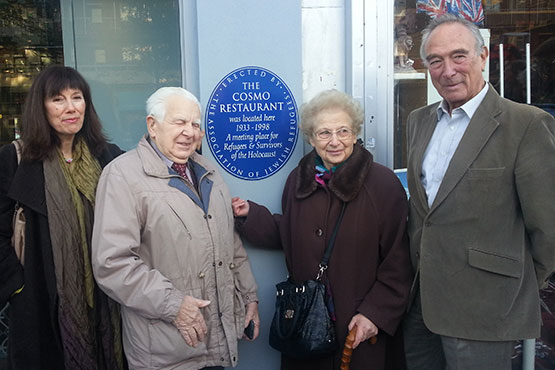 ERECTED BY THE ASSOCIATION OF JEWISH REFUGEES
THE
COSMO
RESTAURANT
was located here
1933 - 1998
A meeting place for
Refugees & Survivors
of the Holocaust